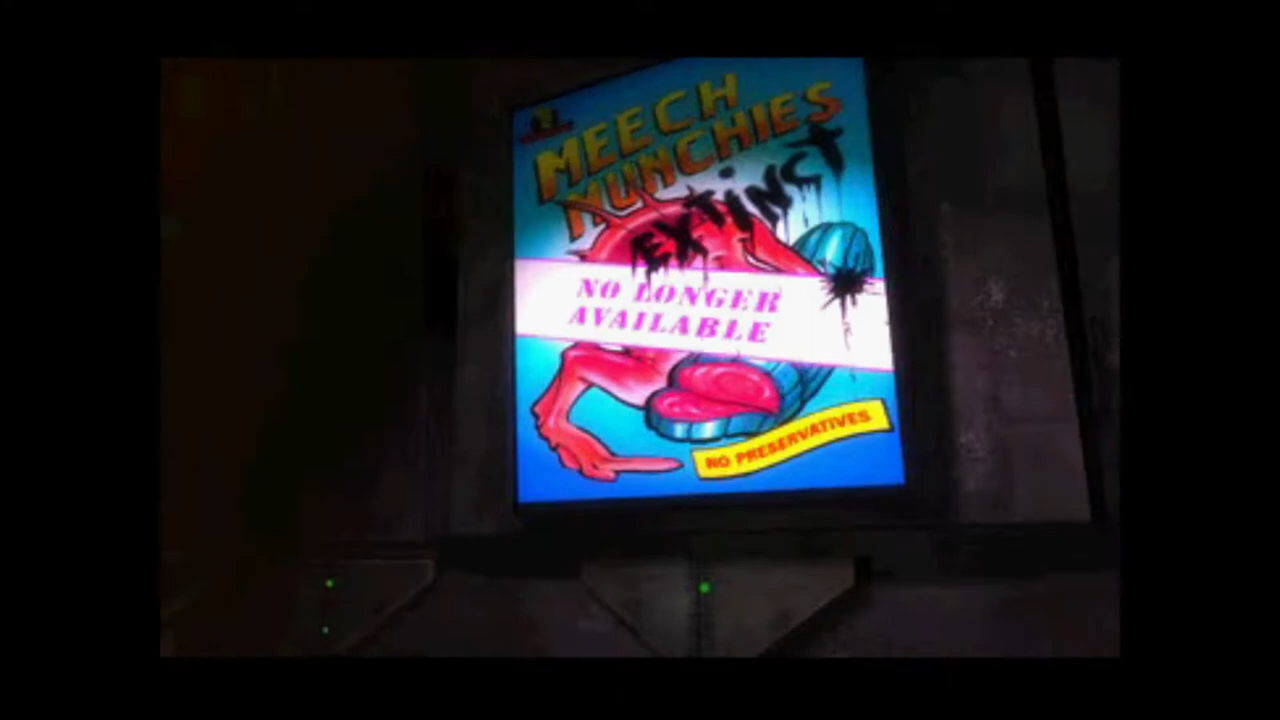 MEECH
MUNCHIES
EXTINCT
NO LONGER
AVAILABLE
NO PRESERVATIVES